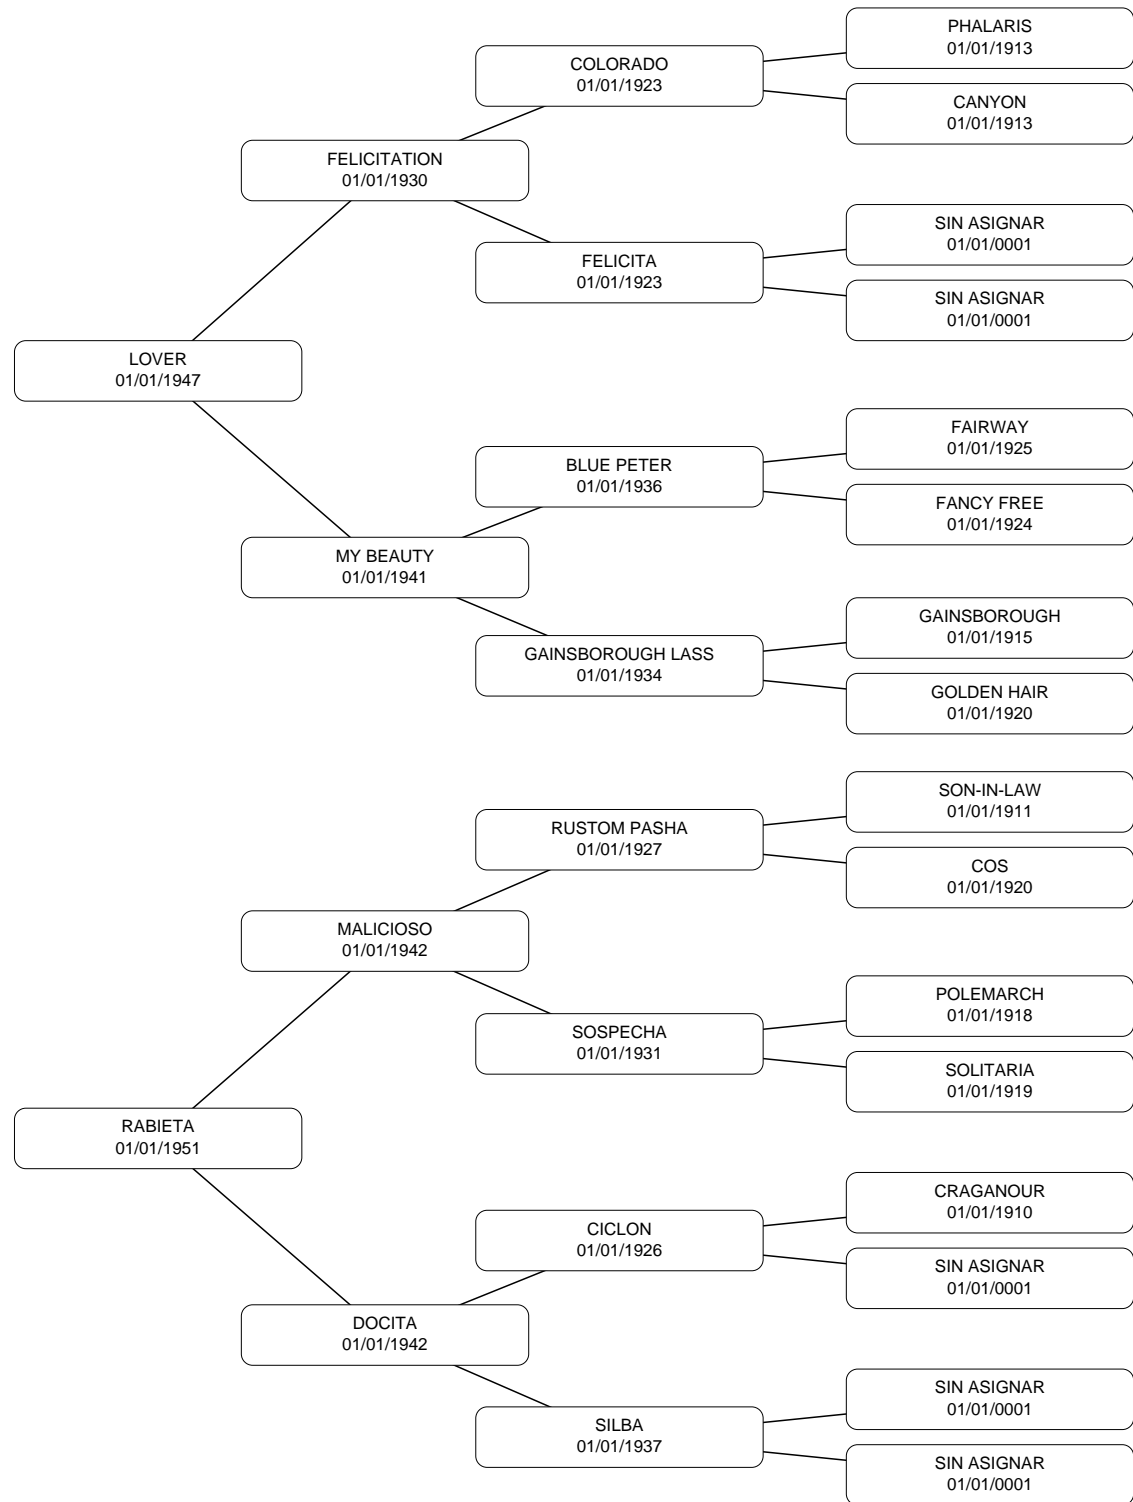 PHALARIS
01/01/1913
COLORADO
01/01/1923
CANYON
01/01/1913
FELICITATION
01/01/1930
SIN ASIGNAR
01/01/0001
FELICITA
01/01/1923
SIN ASIGNAR
01/01/0001
LOVER
01/01/1947
FAIRWAY
01/01/1925
BLUE PETER
01/01/1936
FANCY FREE
01/01/1924
MY BEAUTY
01/01/1941
GAINSBOROUGH
01/01/1915
GAINSBOROUGH LASS
01/01/1934
GOLDEN HAIR
01/01/1920
SON-IN-LAW
01/01/1911
RUSTOM PASHA
01/01/1927
COS
01/01/1920
MALICIOSO
01/01/1942
POLEMARCH
01/01/1918
SOSPECHA
01/01/1931
SOLITARIA
01/01/1919
RABIETA
01/01/1951
CRAGANOUR
01/01/1910
CICLON
01/01/1926
SIN ASIGNAR
01/01/0001
DOCITA
01/01/1942
SIN ASIGNAR
01/01/0001
SILBA
01/01/1937
SIN ASIGNAR
01/01/0001